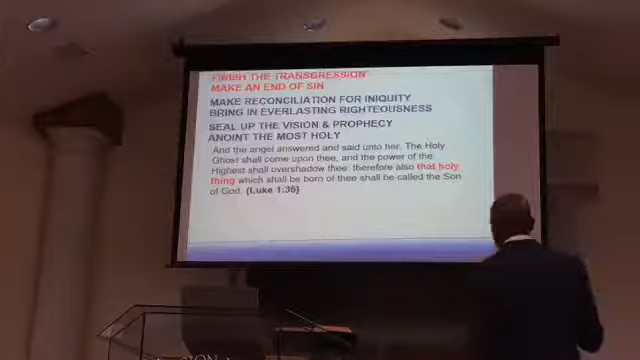 FINISH THE TRANSGRESSION
MAKE AN END OF SIN
MAKE RECONCILIATION FOR INIQUITY
BRING IN EVERLASTING RIGHTEOUSNESS
SEAL UP THE VISION & PROPHECY
ANOINT THE MOST HOLY
And the angel answered and said unto her, The Holy
Ghost shall come upon thee, and the power of the
Highest shall overshadow thee: therefore also that holy
thing which shall be born of thee shall be called the Son
of God. (Luke 1:35)